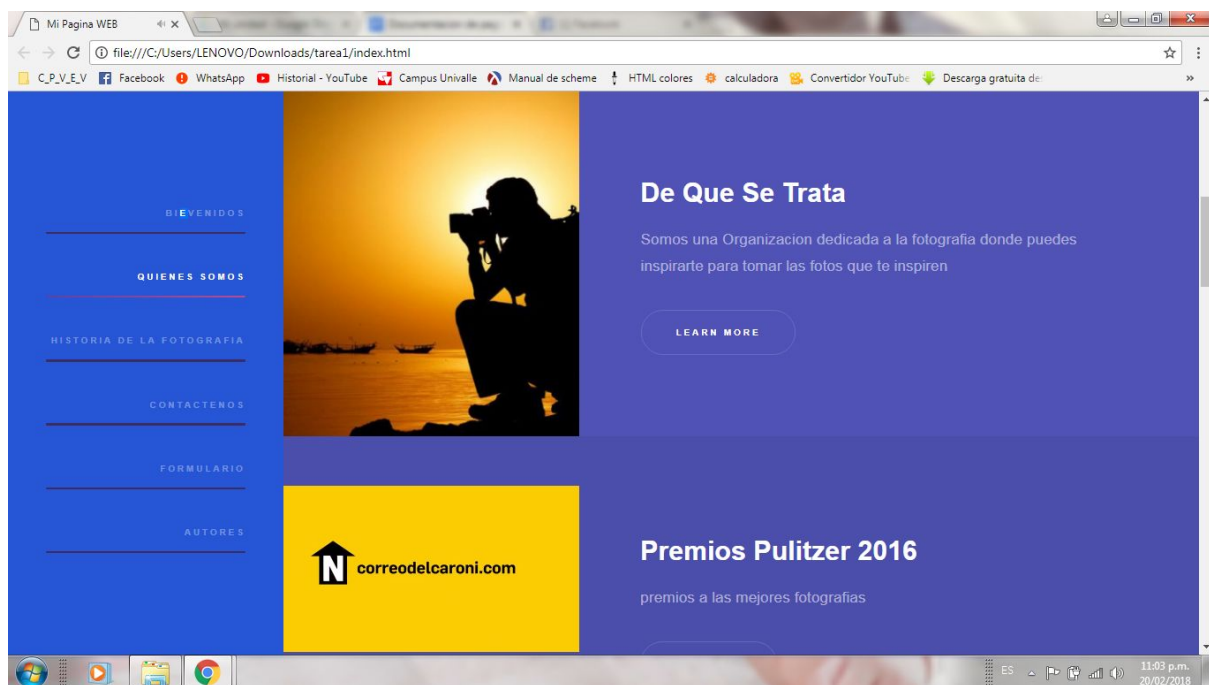 Mi Pagina WEB
file:///C:/Users/LENOVO/Downloads/tarea1/index.html
C_P_V_E_V Facebook WhatsApp Historial - YouTube Campus Univalle Manual de scheme HTML colores calculadora Convertidor YouTube Descarga gratuita de
BIEVENIDOS
QUIENES SOMOS
HISTORIA DE LA FOTOGRAFIA
CONTACTENOS
FORMULARIO
AUTORES
De Que Se Trata
Somos una Organizacion dedicada a la fotografia donde puedes
inspirarte para tomar las fotos que te inspiren
LEARN MORE
N correodelcaroni.com
Premios Pulitzer 2016
premios a las mejores fotografias
ES
11:03 p.m.
20/02/2018